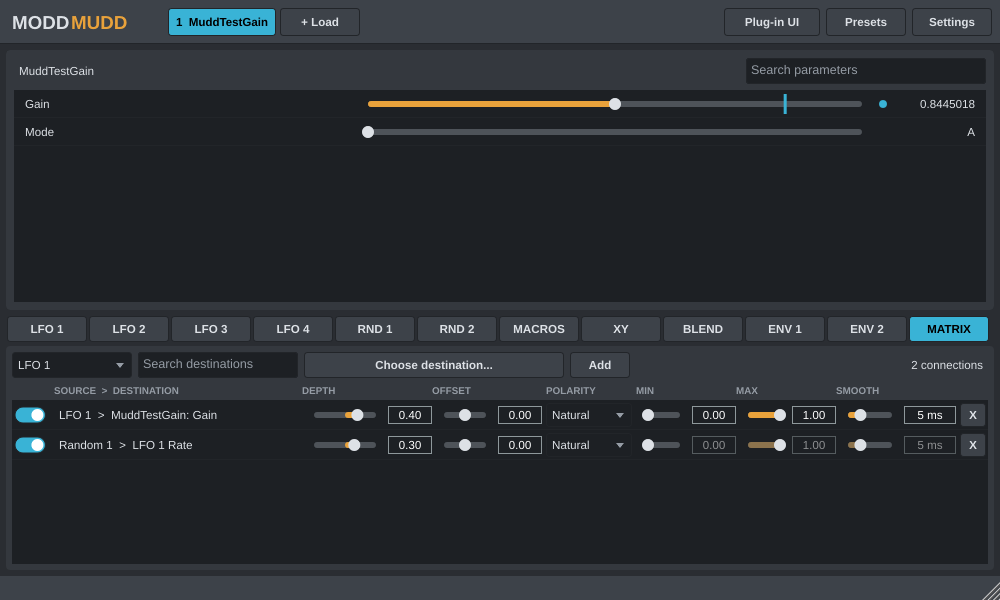 MODDMUDD 1 MuddTestGain + Load Plug-in UI Presets Settings
MuddTestGain Search parameters
Gain 0.8445018
Mode A
LFO 1 LFO 2 LFO 3 LFO 4 RND 1 RND 2 MACROS XY BLEND ENV 1 ENV 2 MATRIX
LFO 1 Search destinations Choose destination... Add 2 connections
SOURCE > DESTINATION DEPTH OFFSET POLARITY MIN MAX SMOOTH
LFO 1 > MuddTestGain: Gain 0.40 0.00 Natural 0.00 1.00 5 ms X
Random 1 > LFO 1 Rate 0.30 0.00 Natural 0.00 1.00 5 ms X